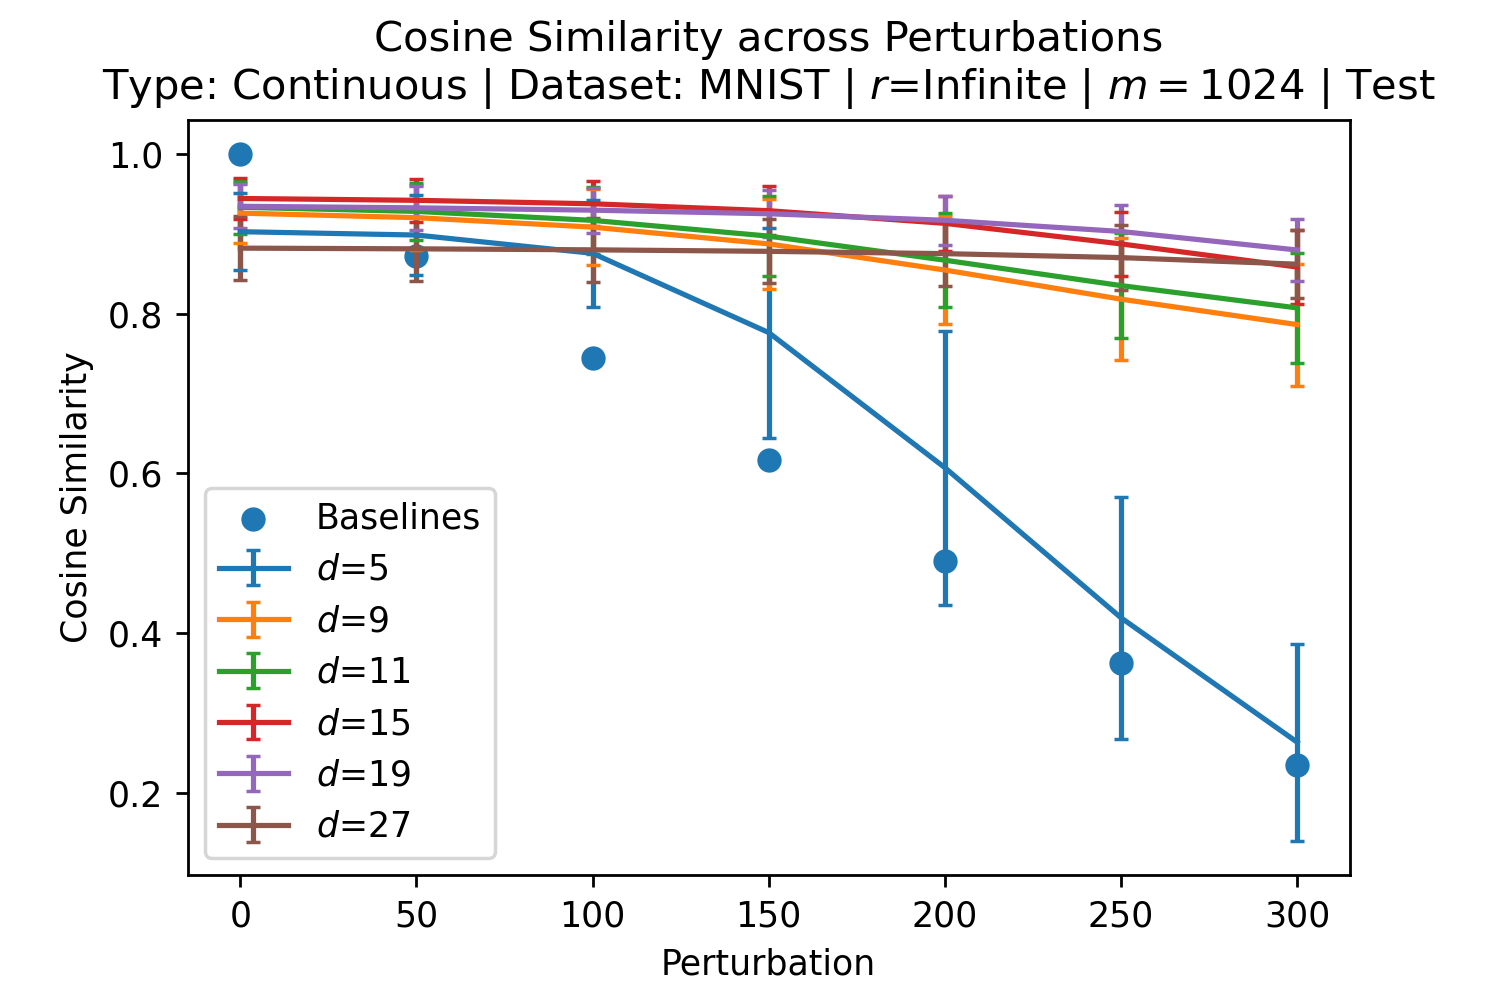 Cosine Similarity across Perturbations
Type: Continuous | Dataset: MNIST | r=Infinite | m = 1024 | Test
1.0
0.8
0.6
0.4
0.2
Cosine Similarity
Baselines
d=5
d=9
d=11
d=15
d=19
d=27
0 50 100 150 200 250 300
Perturbation